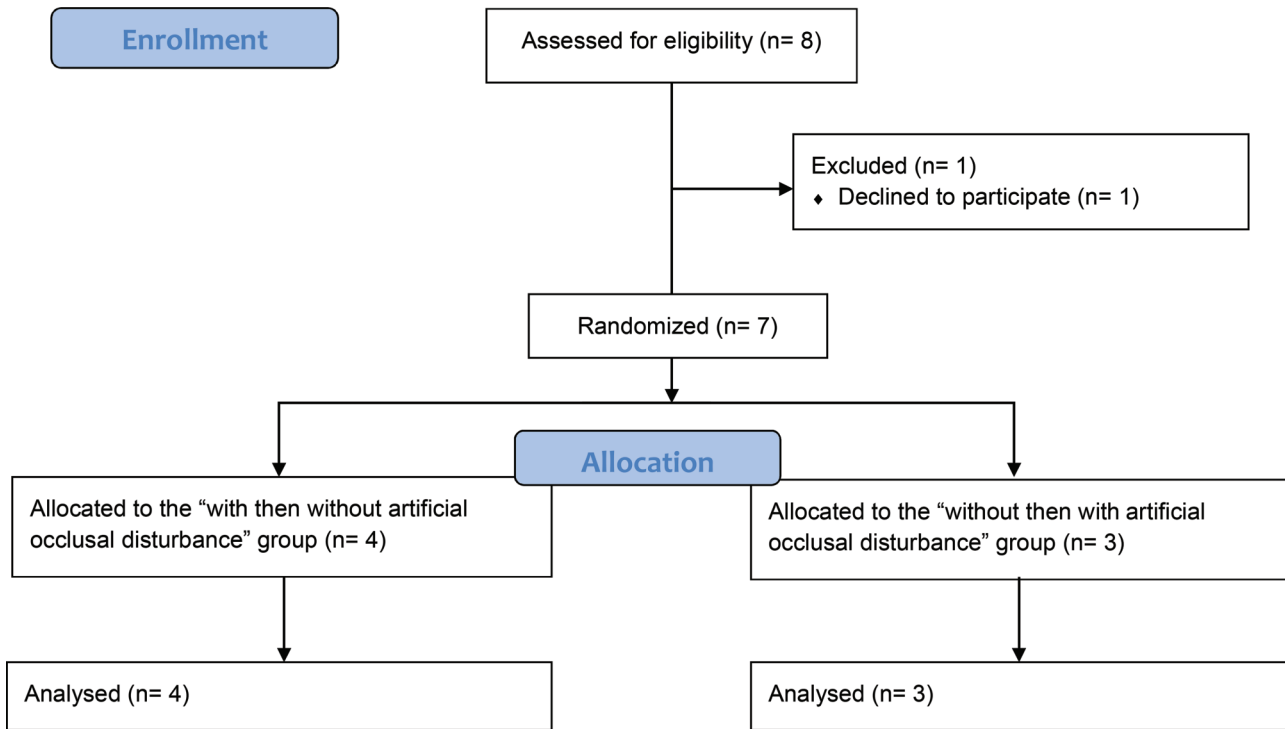 Enrollment
Assessed for eligibility (n= 8)
Excluded (n= 1)
♦ Declined to participate (n= 1)
Randomized (n= 7)
Allocation
Allocated to the “with then without artificial
occlusal disturbance” group (n= 4)
Allocated to the “without then with artificial
occlusal disturbance” group (n= 3)
Analysed (n= 4)
Analysed (n= 3)